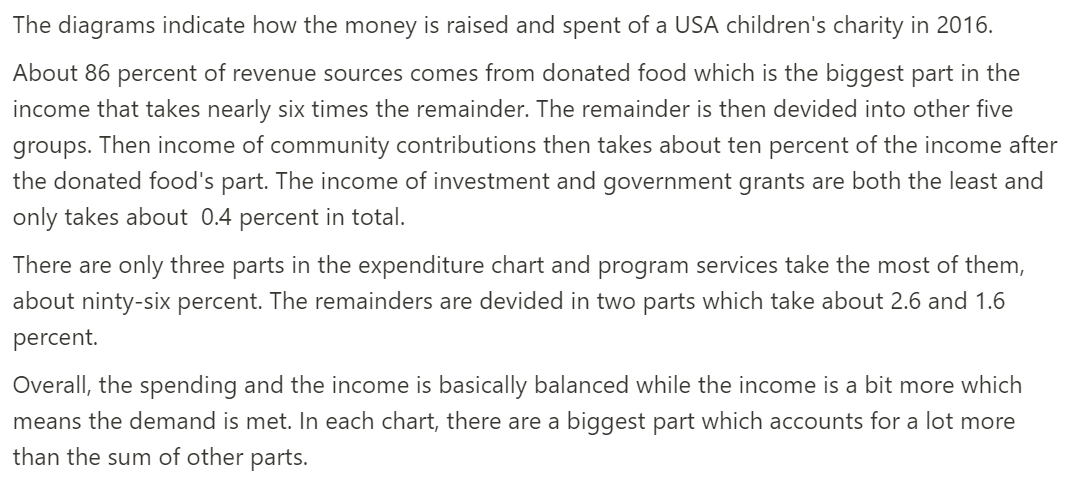 The diagrams indicate how the money is raised and spent of a USA children's charity in 2016.
About 86 percent of revenue sources comes from donated food which is the biggest part in the
income that takes nearly six times the remainder. The remainder is then devided into other five
groups. Then income of community contributions then takes about ten percent of the income after
the donated food's part. The income of investment and government grants are both the least and
only takes about  0.4 percent in total.
There are only three parts in the expenditure chart and program services take the most of them,
about ninty-six percent. The remainders are devided in two parts which take about 2.6 and 1.6
percent.
Overall, the spending and the income is basically balanced while the income is a bit more which
means the demand is met. In each chart, there are a biggest part which accounts for a lot more
than the sum of other parts.